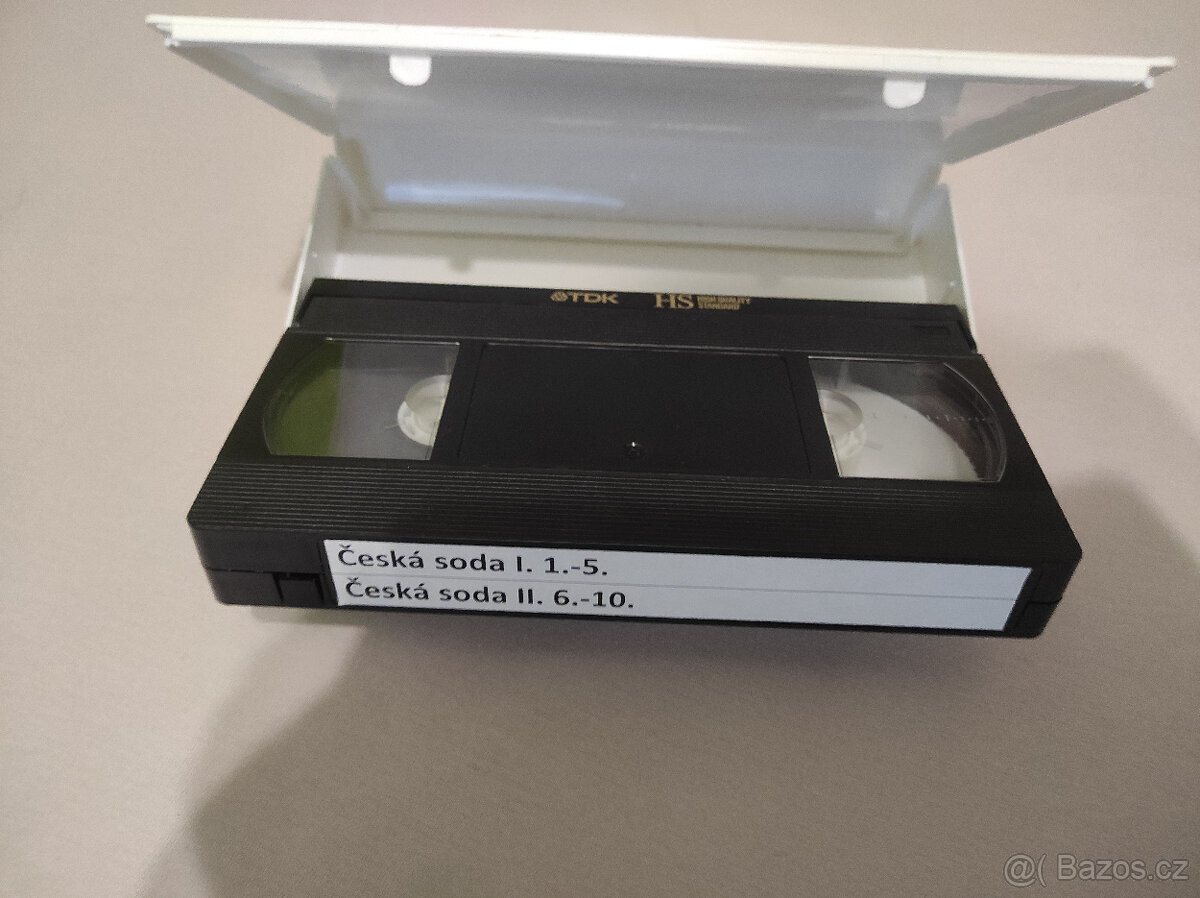 TDK HS HIGH QUALITY
STANDARD
Česká soda I. 1.-5.
Česká soda II. 6.-10.
@( Bazos.cz